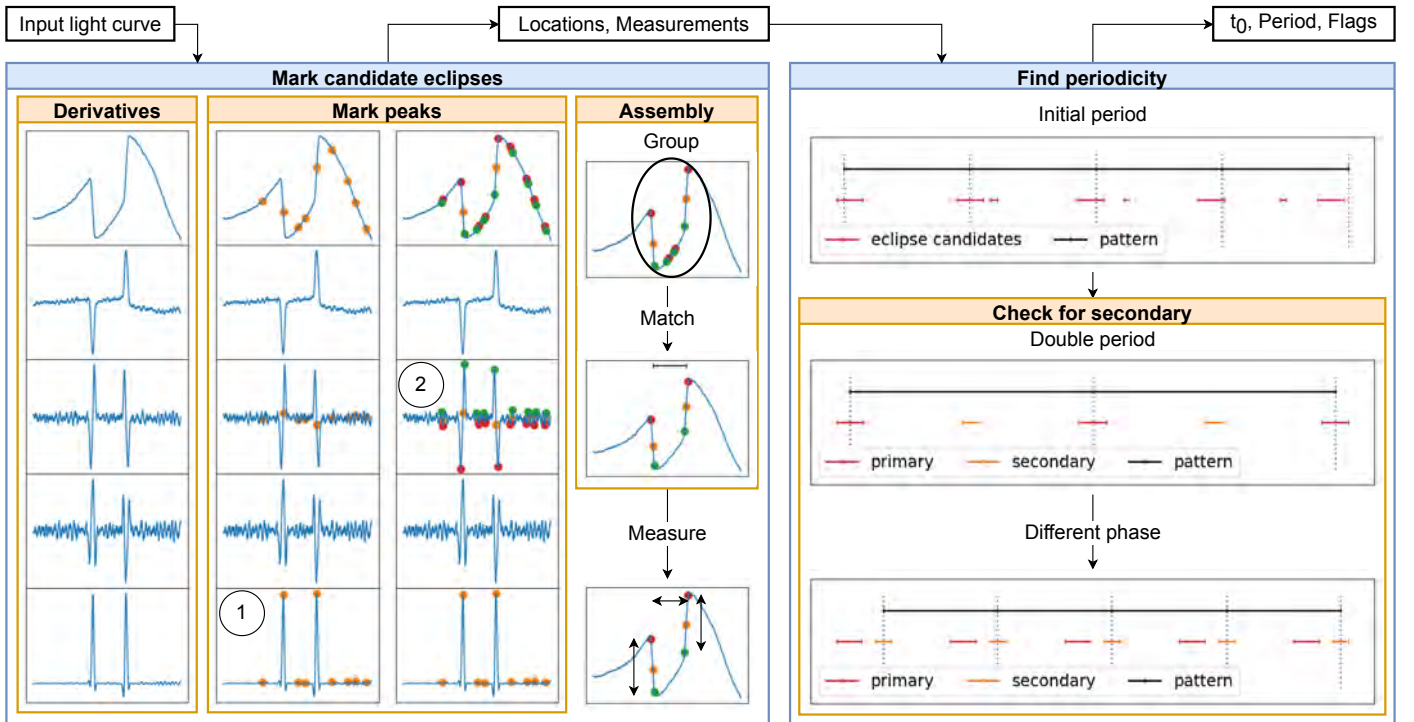 Input light curve
Locations, Measurements
t0, Period, Flags
Mark candidate eclipses
Derivatives
Mark peaks
Assembly
Group
Match
Measure
2
1
Find periodicity
Initial period
eclipse candidates pattern
Check for secondary
Double period
primary secondary pattern
Different phase
primary secondary pattern